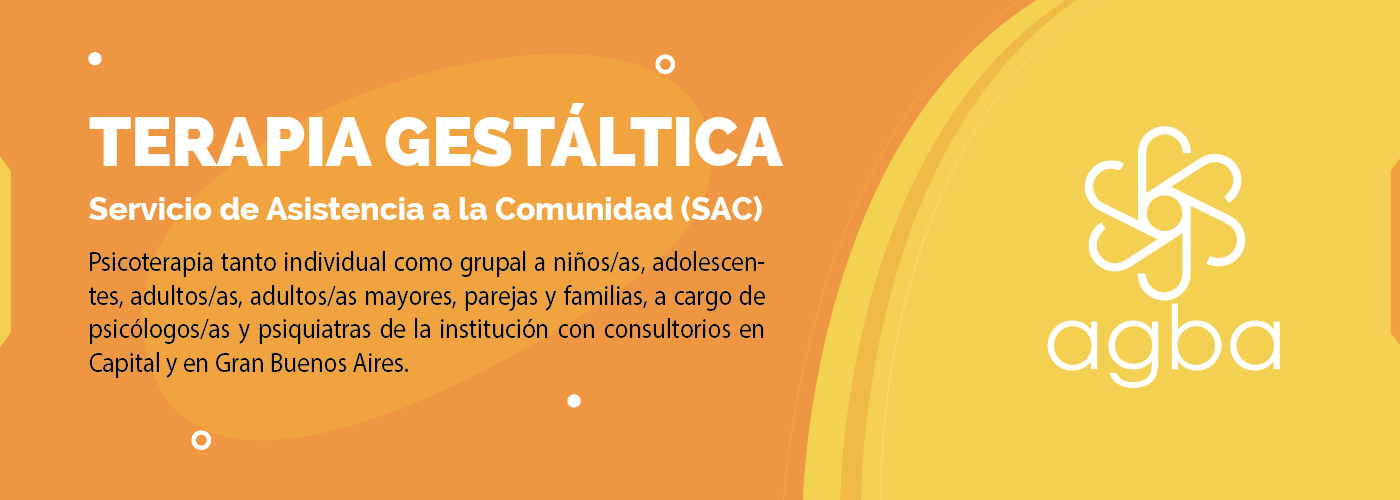 TERAPIA GESTÁLTICA
Servicio de Asistencia a la Comunidad (SAC)
Psicoterapia tanto individual como grupal a niños/as, adolescen-
tes, adultos/as, adultos/as mayores, parejas y familias, a cargo de
psicólogos/as y psiquiatras de la institución con consultorios en
Capital y en Gran Buenos Aires.
agba